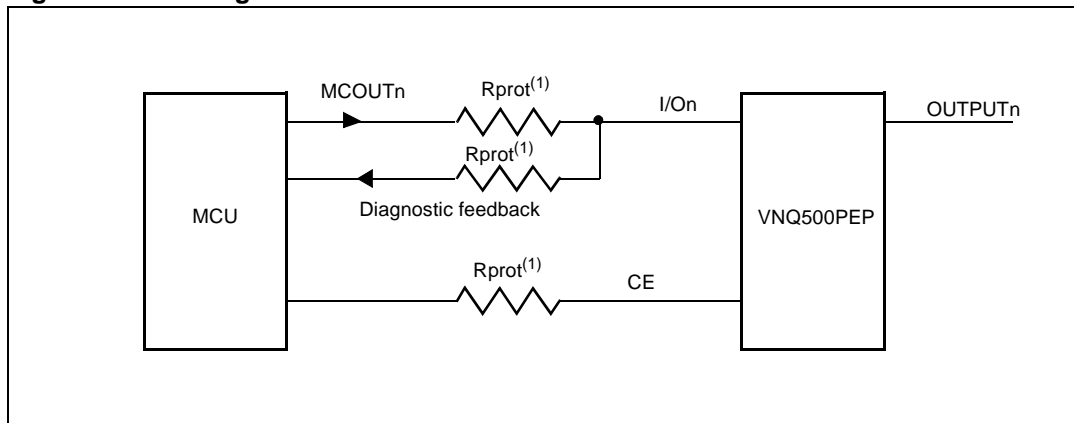 MCOUTn
Rprot(1)
I/On
OUTPUTn
Rprot(1)
Diagnostic feedback
MCU
VNQ500PEP
Rprot(1)
CE